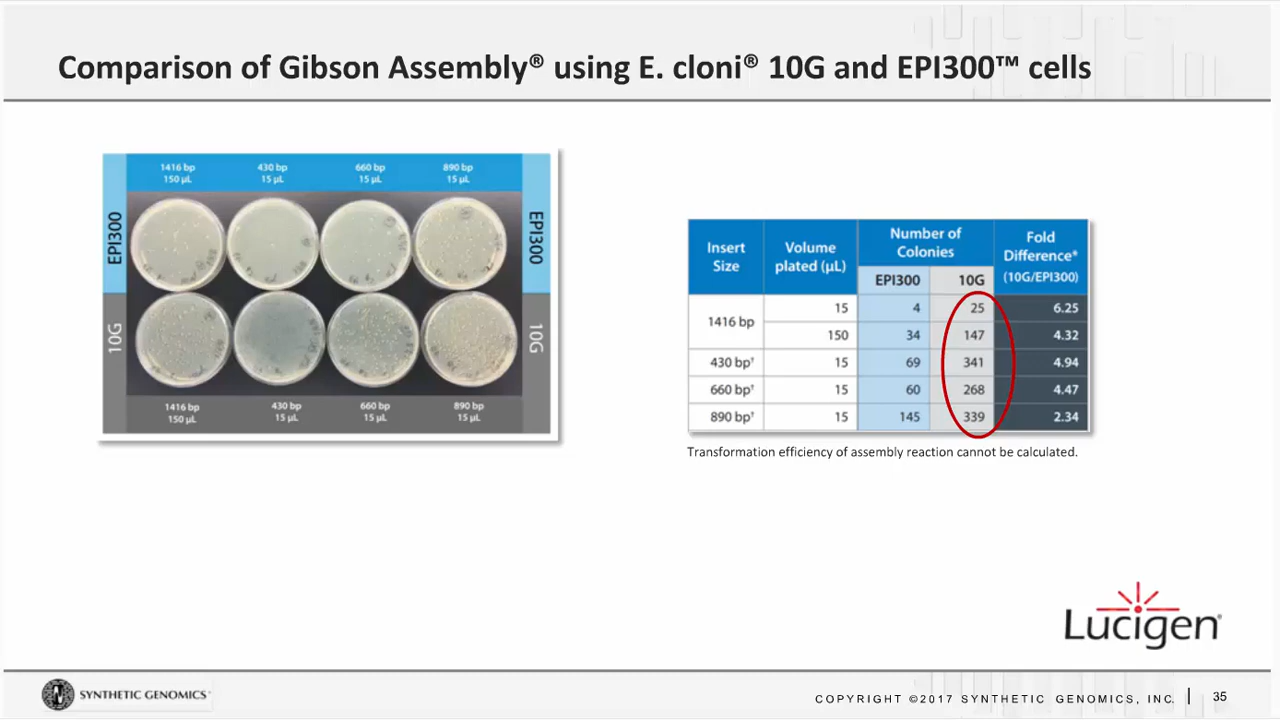 Comparison of Gibson Assembly® using E. cloni® 10G and EPI300™ cells
1416 bp 430 bp 660 bp 890 bp
150 µL 15 µL 15 µL 15 µL
EPI300
EPI300
10G
10G
1416 bp 430 bp 660 bp 890 bp
150 µL 15 µL 15 µL 15 µL
Insert Size Volume plated (µL) Number of Colonies Fold Difference* (10G/EPI300)
EPI300 10G
1416 bp 15 4 25 6.25
150 34 147 4.32
430 bp† 15 69 341 4.94
660 bp† 15 60 268 4.47
890 bp† 15 145 339 2.34
Transformation efficiency of assembly reaction cannot be calculated.
Lucigen®
SYNTHETIC GENOMICS®
COPYRIGHT ©2017 SYNTHETIC GENOMICS, INC. | 35